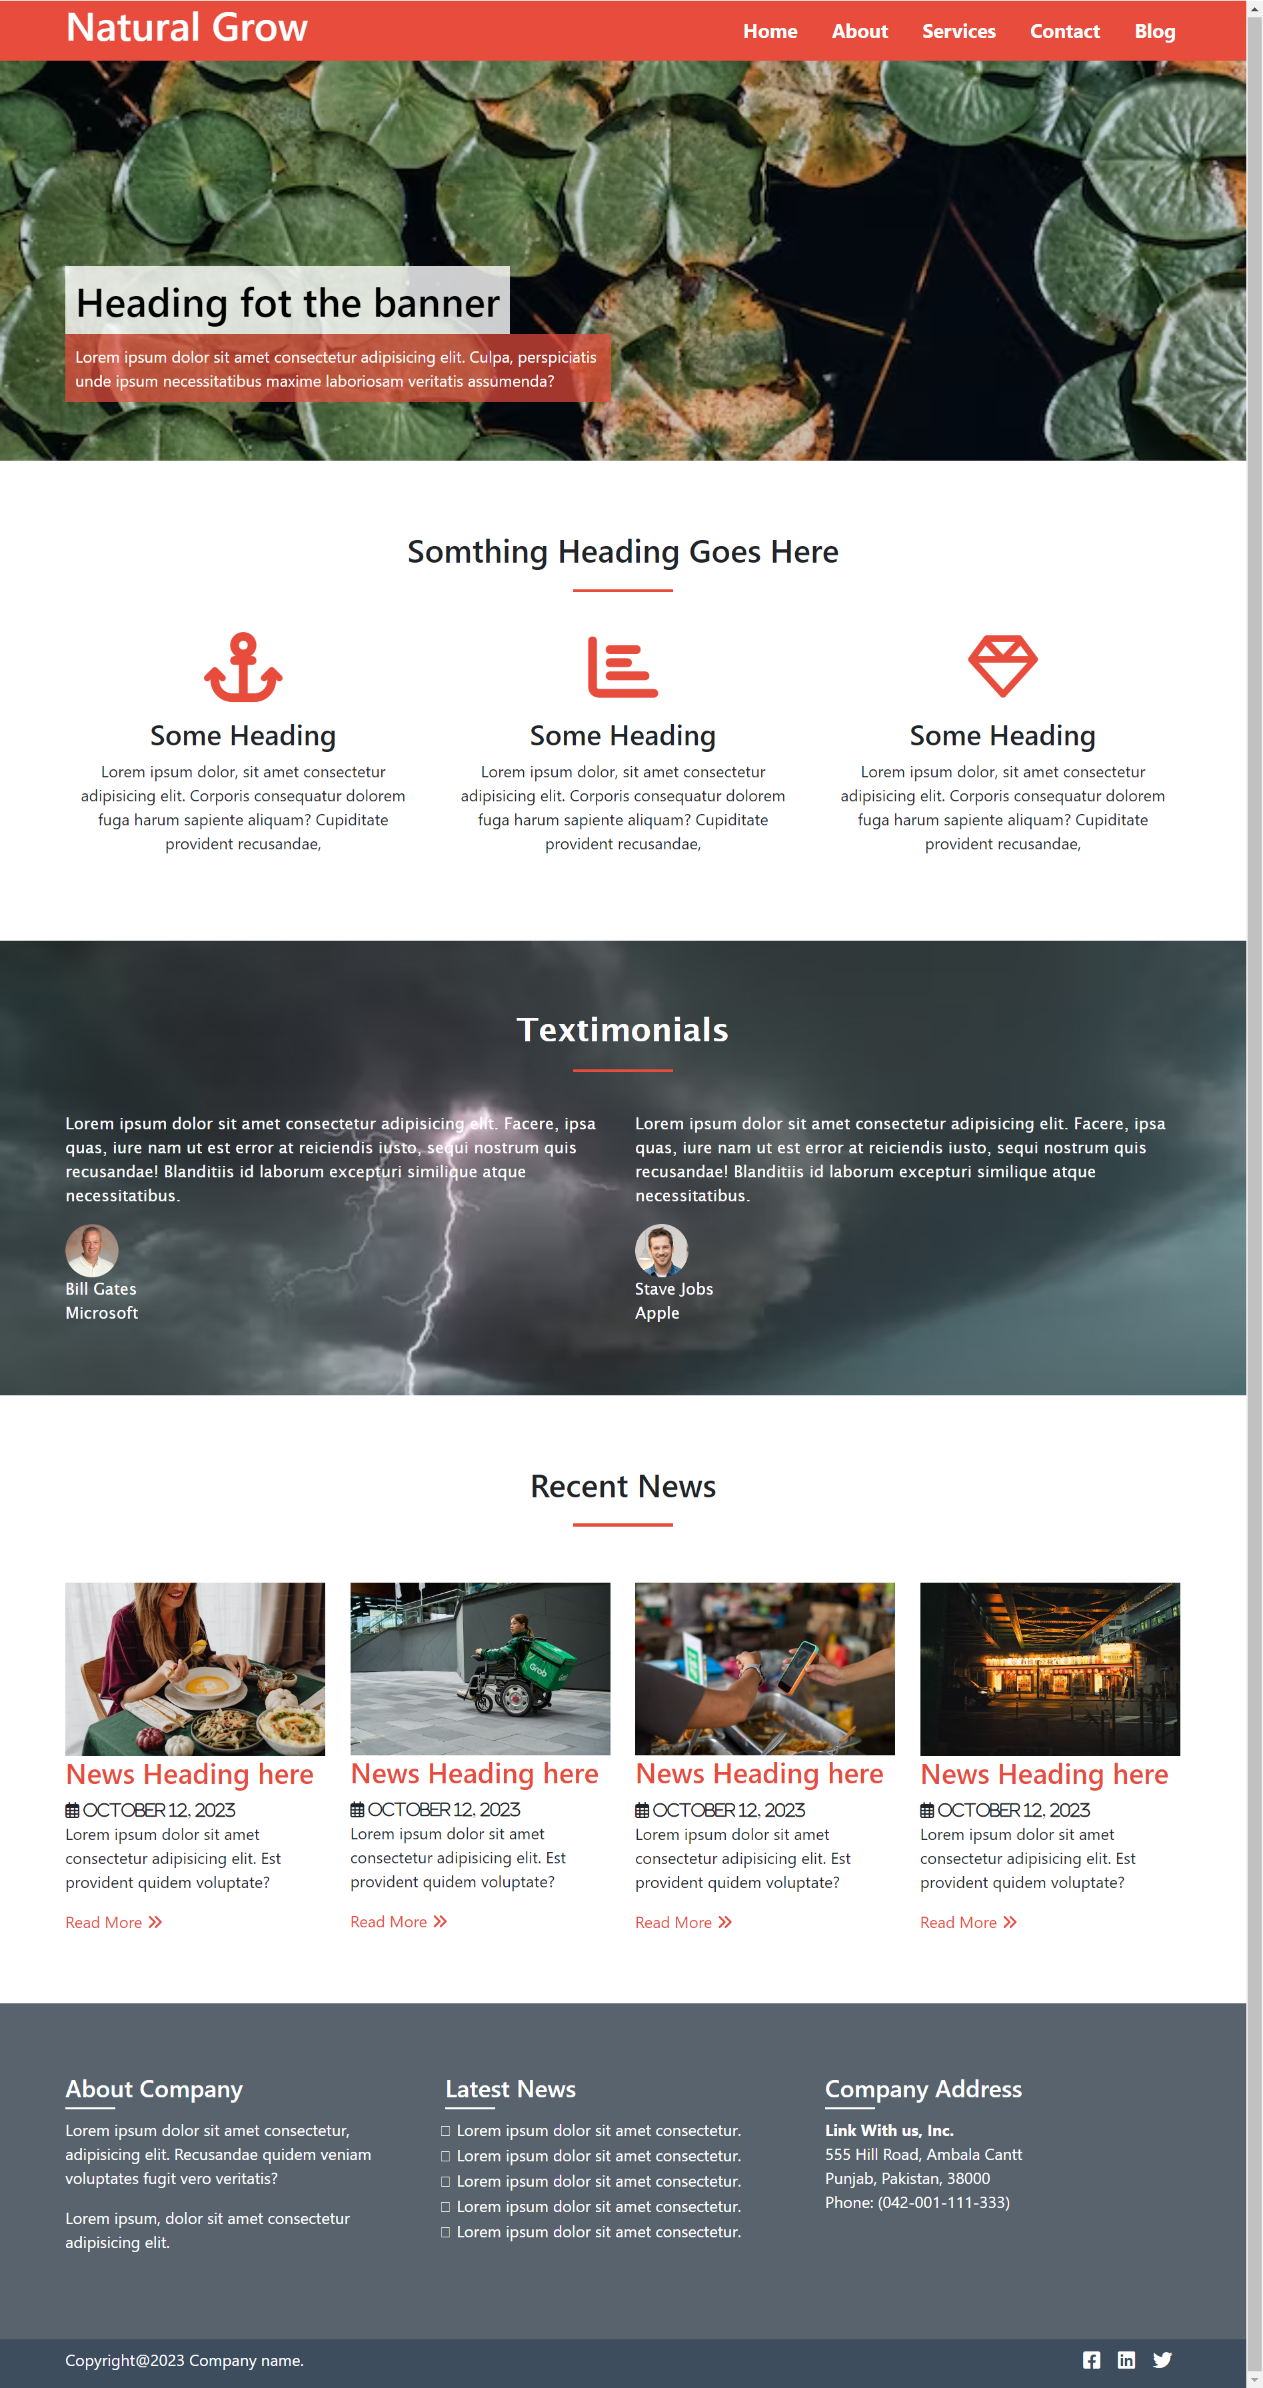 Natural Grow
Home About Services Contact Blog
Heading fot the banner
Lorem ipsum dolor sit amet consectetur adipisicing elit. Culpa, perspiciatis
unde ipsum necessitatibus maxime laboriosam veritatis assumenda?
Somthing Heading Goes Here
Some Heading
Lorem ipsum dolor, sit amet consectetur
adipisicing elit. Corporis consequatur dolorem
fuga harum sapiente aliquam? Cupiditate
provident recusandae,
Some Heading
Lorem ipsum dolor, sit amet consectetur
adipisicing elit. Corporis consequatur dolorem
fuga harum sapiente aliquam? Cupiditate
provident recusandae,
Some Heading
Lorem ipsum dolor, sit amet consectetur
adipisicing elit. Corporis consequatur dolorem
fuga harum sapiente aliquam? Cupiditate
provident recusandae,
Textimonials
Lorem ipsum dolor sit amet consectetur adipisicing elit. Facere, ipsa
quas, iure nam ut est error at reiciendis iusto, sequi nostrum quis
recusandae! Blanditiis id laborum excepturi similique atque
necessitatibus.
Bill Gates
Microsoft
Lorem ipsum dolor sit amet consectetur adipisicing elit. Facere, ipsa
quas, iure nam ut est error at reiciendis iusto, sequi nostrum quis
recusandae! Blanditiis id laborum excepturi similique atque
necessitatibus.
Stave Jobs
Apple
Recent News
News Heading here
OCTOBER 12, 2023
Lorem ipsum dolor sit amet
consectetur adipisicing elit. Est
provident quidem voluptate?
Read More
Grab
News Heading here
OCTOBER 12, 2023
Lorem ipsum dolor sit amet
consectetur adipisicing elit. Est
provident quidem voluptate?
Read More
News Heading here
OCTOBER 12, 2023
Lorem ipsum dolor sit amet
consectetur adipisicing elit. Est
provident quidem voluptate?
Read More
News Heading here
OCTOBER 12, 2023
Lorem ipsum dolor sit amet
consectetur adipisicing elit. Est
provident quidem voluptate?
Read More
About Company
Lorem ipsum dolor sit amet consectetur,
adipisicing elit. Recusandae quidem veniam
voluptates fugit vero veritatis?
Lorem ipsum, dolor sit amet consectetur
adipisicing elit.
Latest News
Lorem ipsum dolor sit amet consectetur.
Lorem ipsum dolor sit amet consectetur.
Lorem ipsum dolor sit amet consectetur.
Lorem ipsum dolor sit amet consectetur.
Lorem ipsum dolor sit amet consectetur.
Company Address
Link With us, Inc.
555 Hill Road, Ambala Cantt
Punjab, Pakistan, 38000
Phone: (042-001-111-333)
Copyright@2023 Company name.